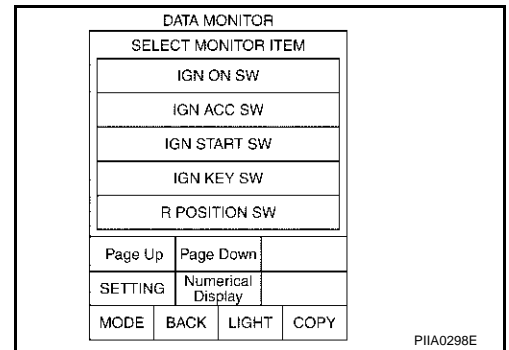 DATA MONITOR
SELECT MONITOR ITEM
IGN ON SW
IGN ACC SW
IGN START SW
IGN KEY SW
R POSITION SW
Page Up Page Down
SETTING Numerical Display
MODE BACK LIGHT COPY
PIIA0298E